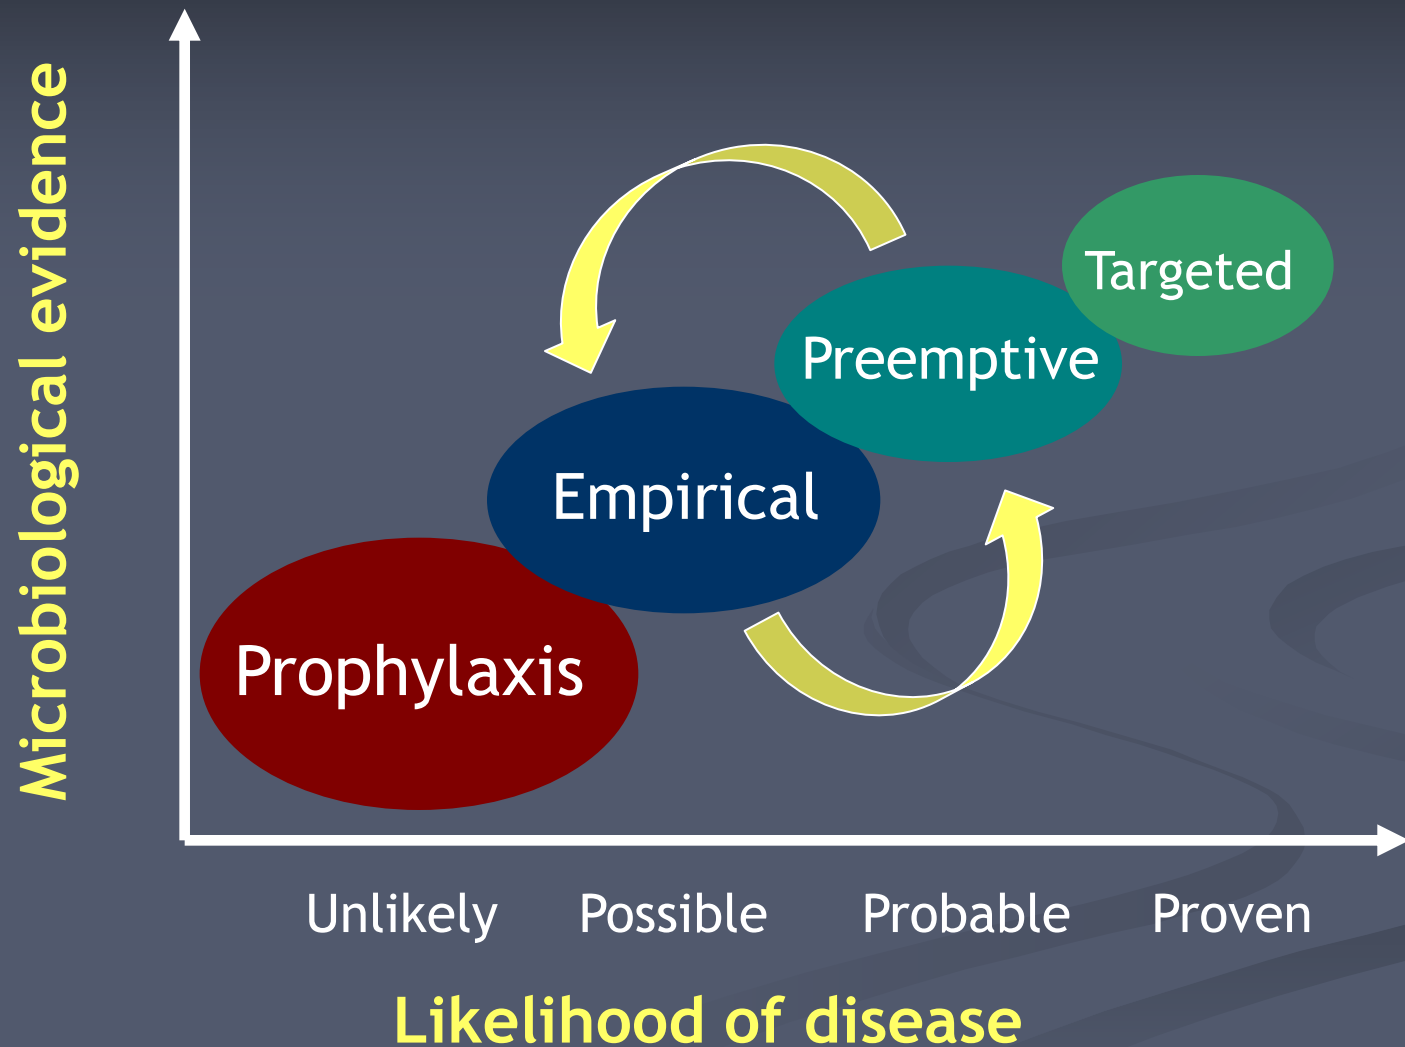 Microbiological evidence
Targeted
Preemptive
Empirical
Prophylaxis
Unlikely Possible Probable Proven
Likelihood of disease